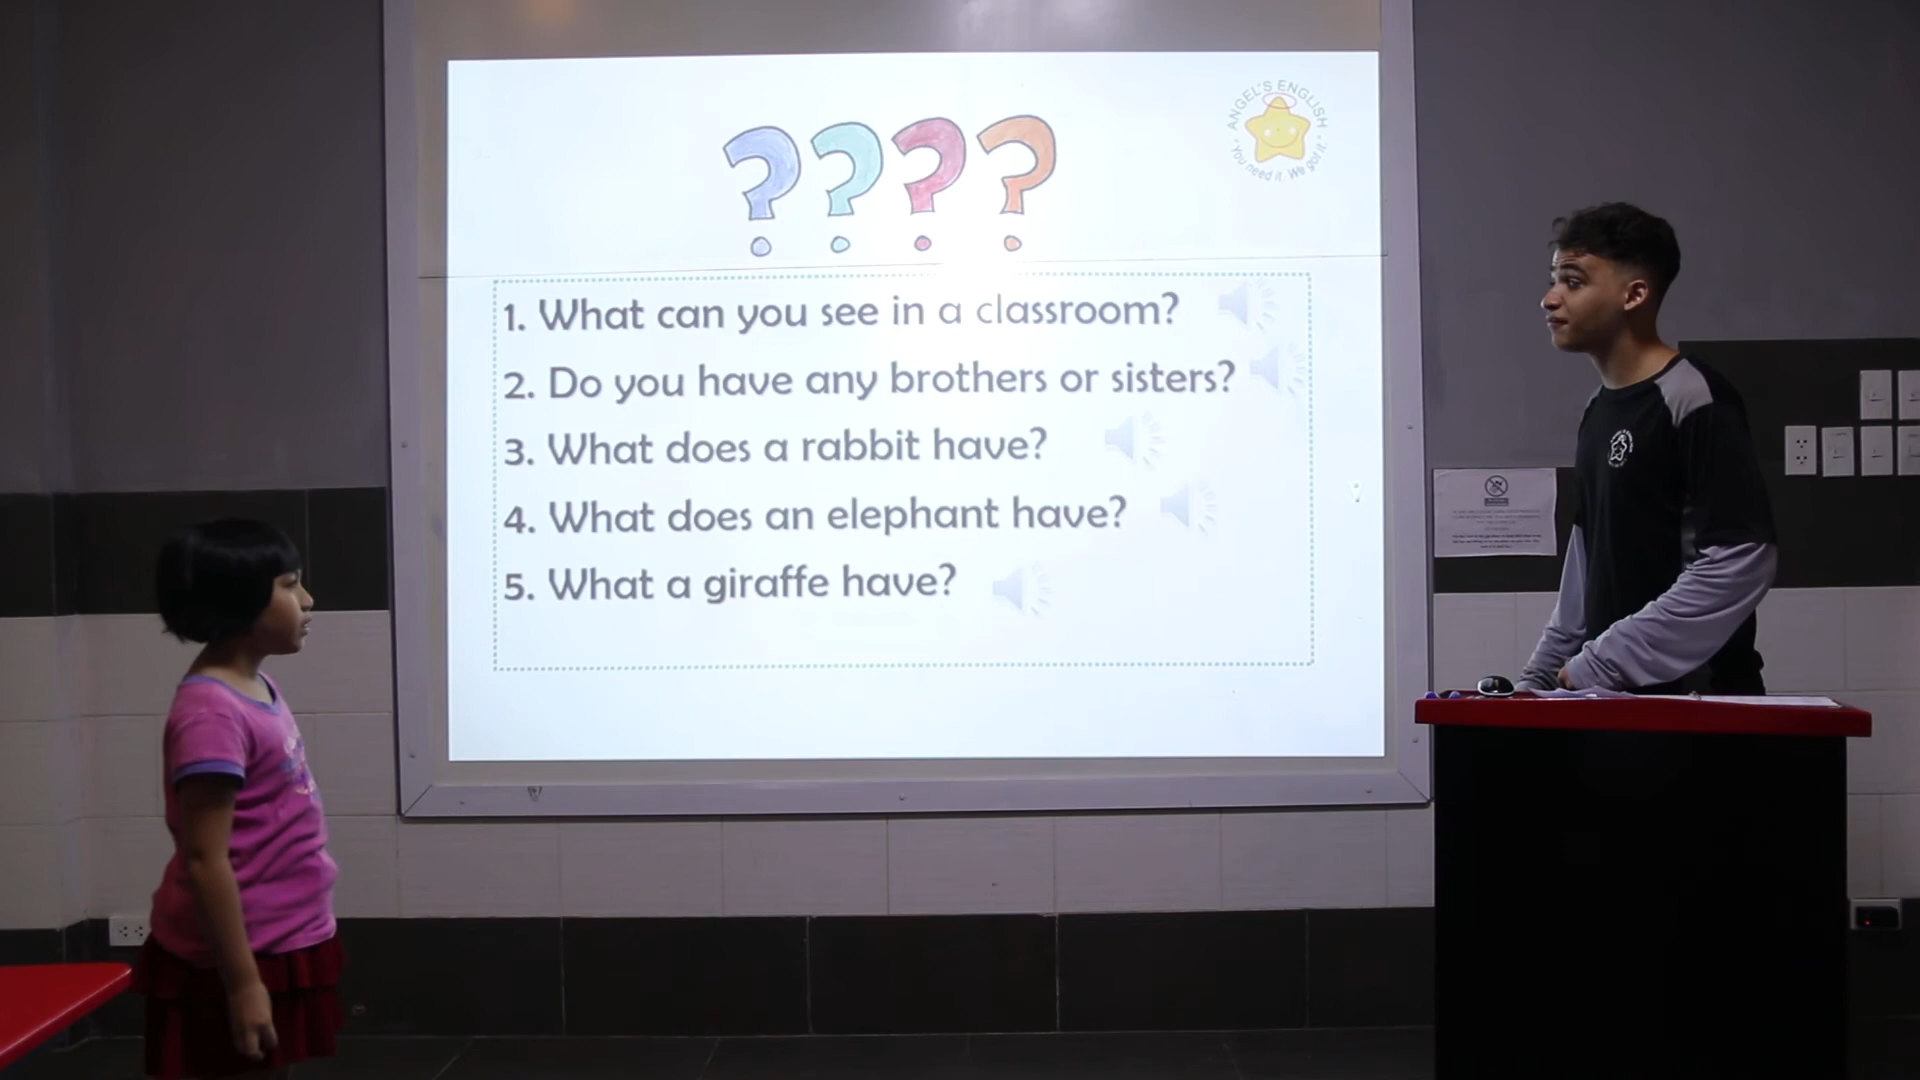 ANGEL'S ENGLISH
You need it. We got it.
????
1. What can you see in a classroom?
2. Do you have any brothers or sisters?
3. What does a rabbit have?
4. What does an elephant have?
5. What a giraffe have?